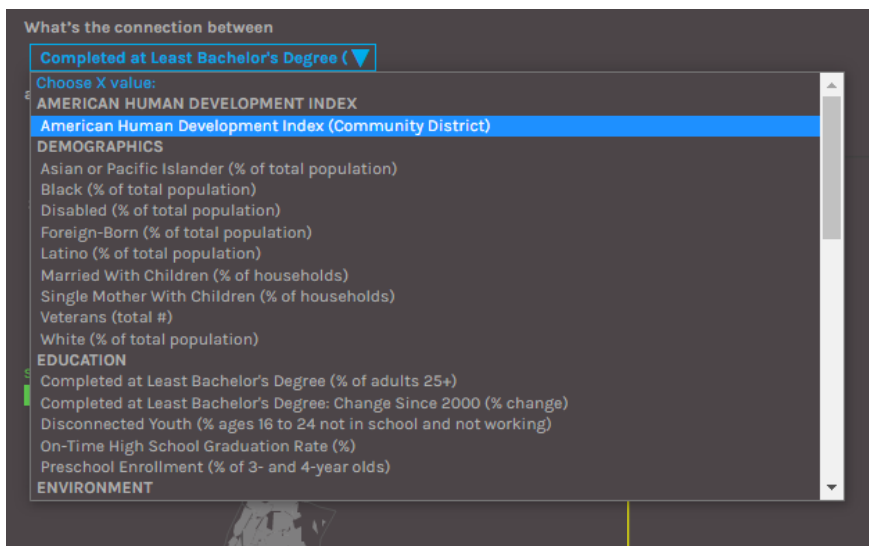 What's the connection between
Completed at Least Bachelor's Degree (
Choose X value:
AMERICAN HUMAN DEVELOPMENT INDEX
American Human Development Index (Community District)
DEMOGRAPHICS
Asian or Pacific Islander (% of total population)
Black (% of total population)
Disabled (% of total population)
Foreign-Born (% of total population)
Latino (% of total population)
Married With Children (% of households)
Single Mother With Children (% of households)
Veterans (total #)
White (% of total population)
EDUCATION
Completed at Least Bachelor's Degree (% of adults 25+)
Completed at Least Bachelor's Degree: Change Since 2000 (% change)
Disconnected Youth (% ages 16 to 24 not in school and not working)
On-Time High School Graduation Rate (%)
Preschool Enrollment (% of 3- and 4-year olds)
ENVIRONMENT